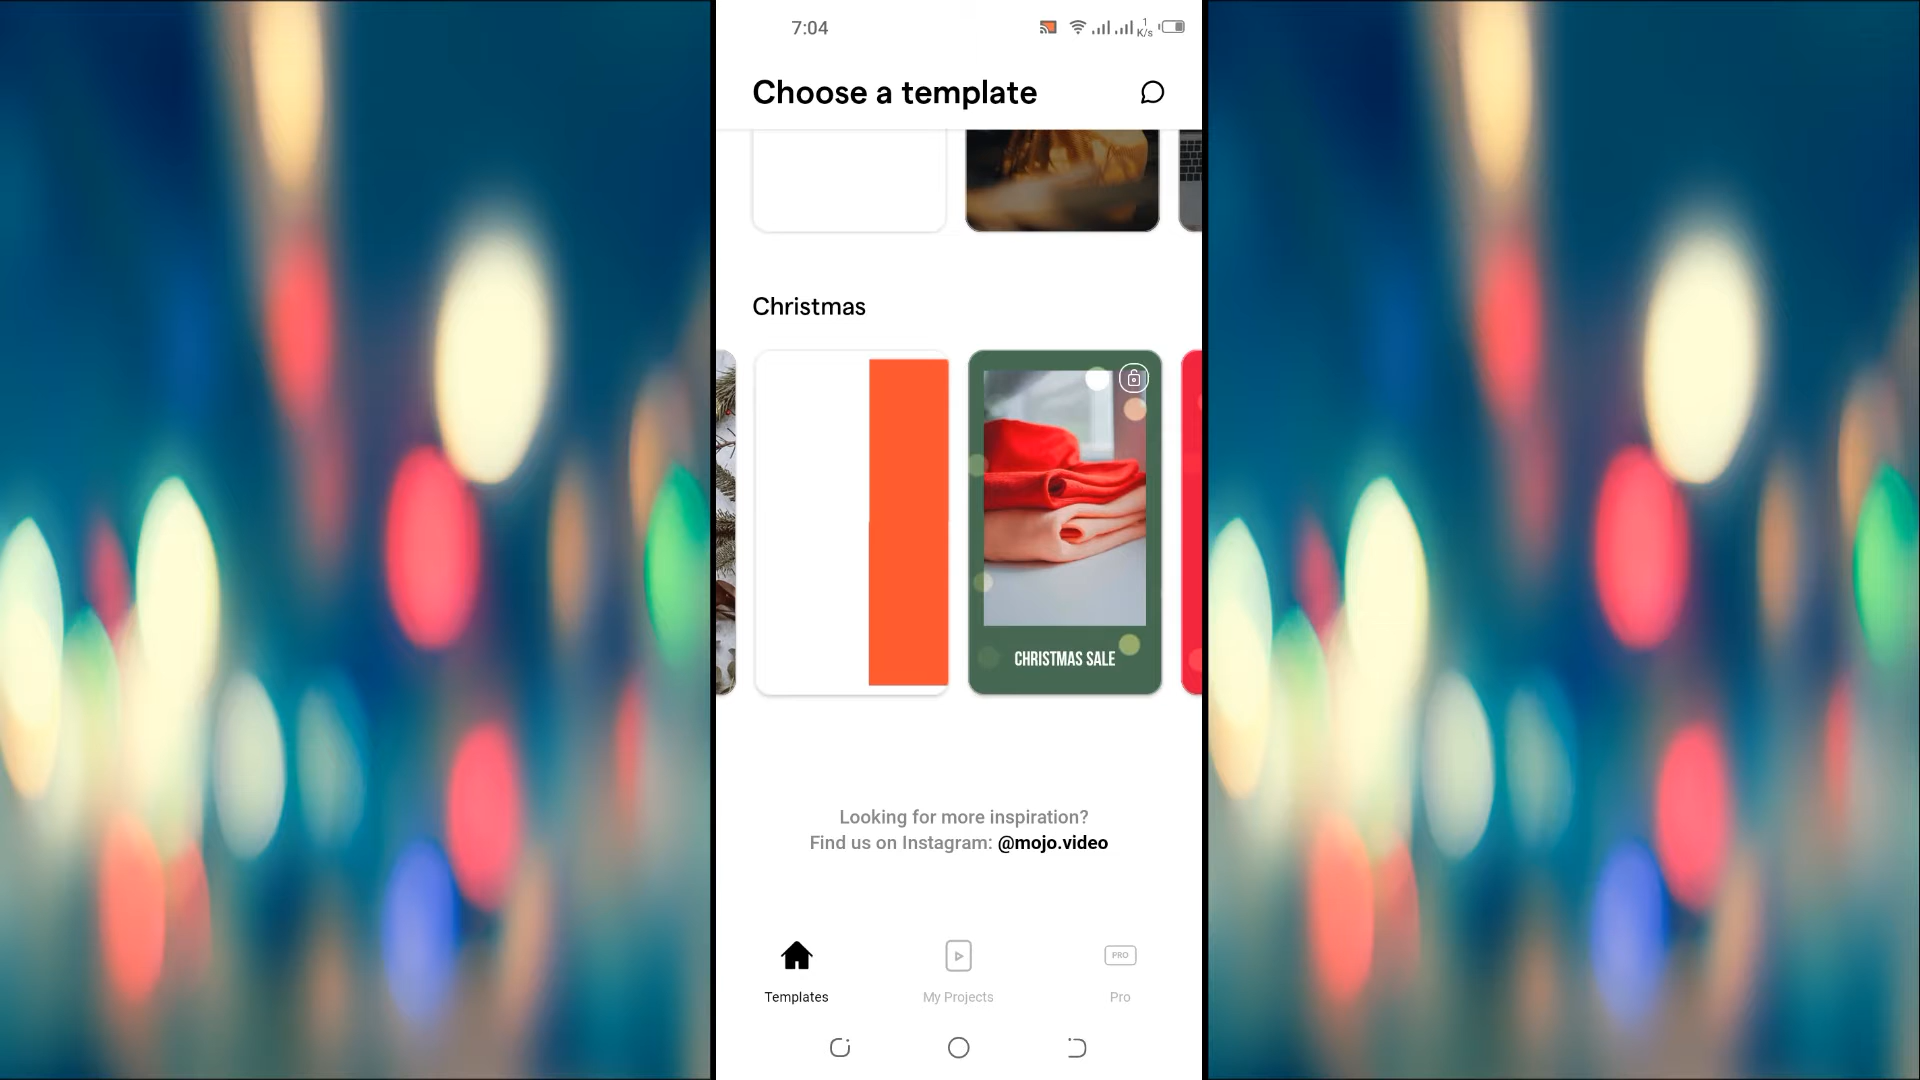 7:04
1
K/s
Choose a template
Christmas
CHRISTMAS SALE
Looking for more inspiration?
Find us on Instagram: @mojo.video
PRO
Templates
My Projects
Pro